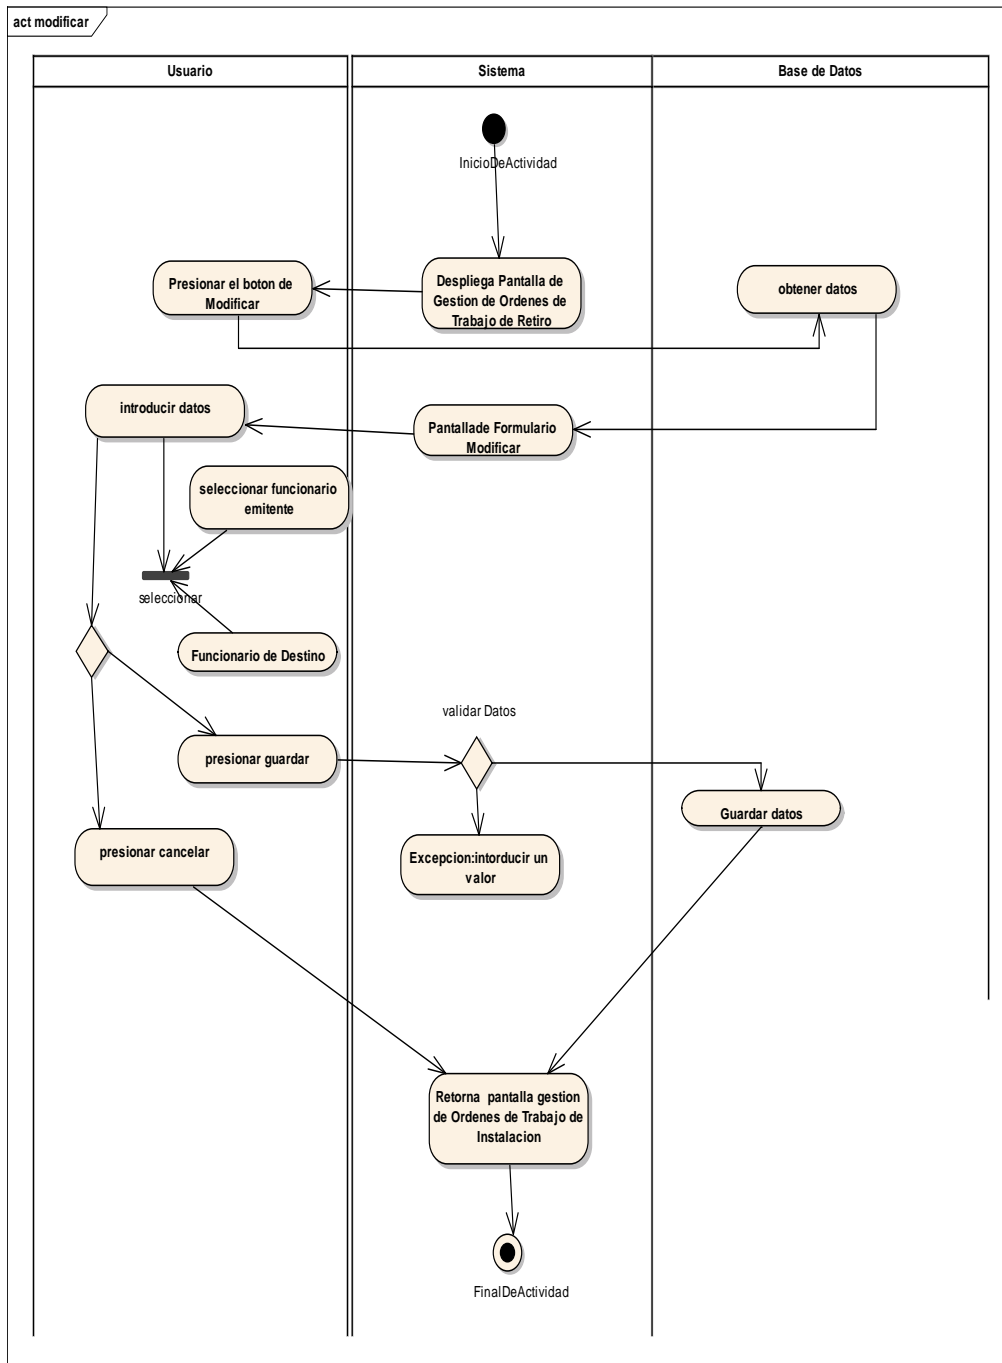 act modificar
Usuario
Sistema
Base de Datos
InicioDeActividad
Presionar el boton de
Modificar
Despliega Pantalla de
Gestion de Ordenes de
Trabajo de Retiro
obtener datos
introducir datos
Pantallade Formulario
Modificar
seleccionar funcionario
emitente
seleccionar
Funcionario de Destino
validar Datos
presionar guardar
Guardar datos
presionar cancelar
Excepcion:intorducir un
valor
Retorna pantalla gestion
de Ordenes de Trabajo de
Instalacion
FinalDeActividad